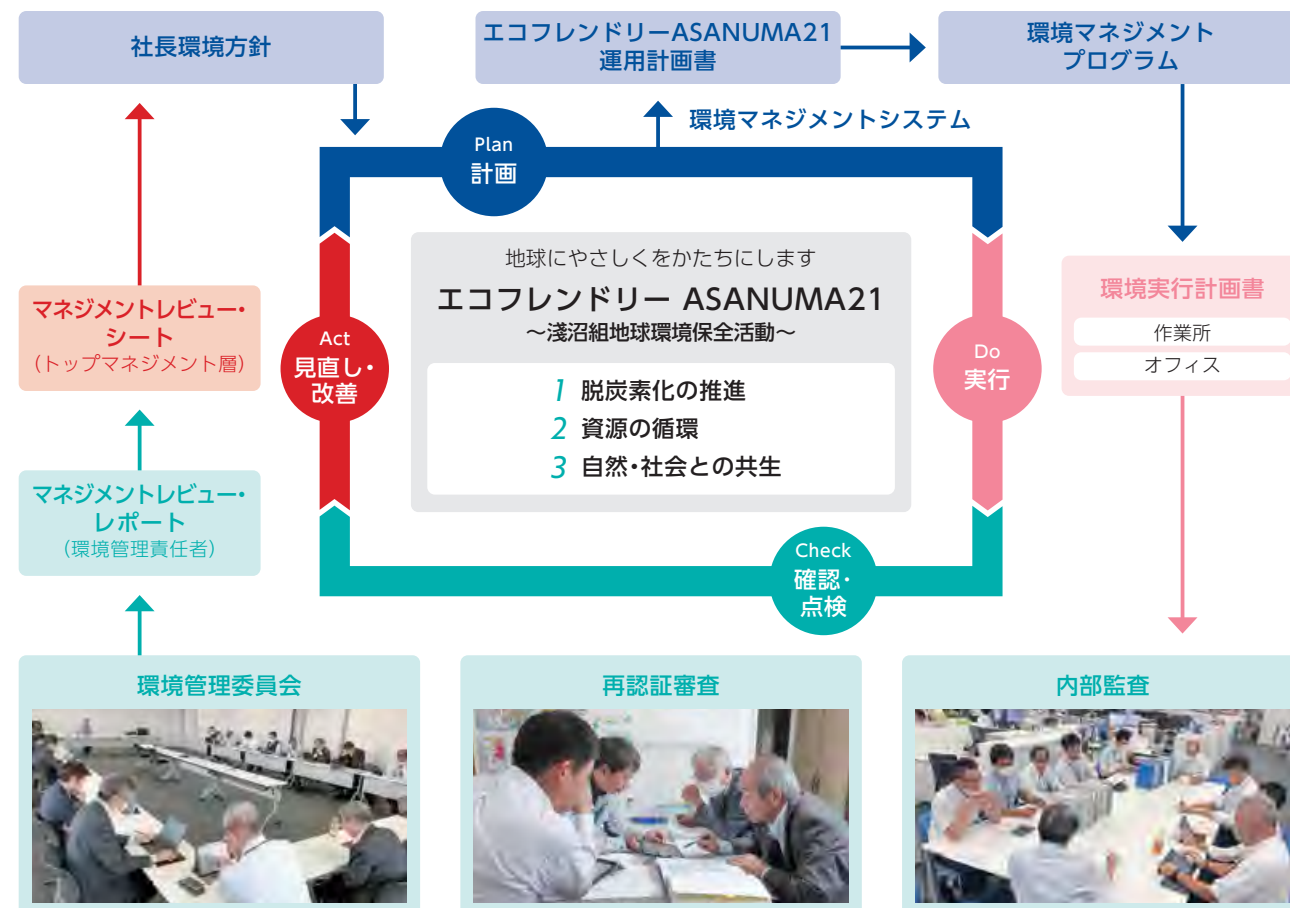 社長環境方針
エコフレンドリーASANUMA21
運用計画書
環境マネジメント
プログラム
環境マネジメントシステム
Plan
計画
地球にやさしくをかたちにします
エコフレンドリー ASANUMA21
～淺沼組地球環境保全活動～
1 脱炭素化の推進
2 資源の循環
3 自然・社会との共生
Act
見直し・
改善
Do
実行
Check
確認・
点検
マネジメントレビュー・
シート
（トップマネジメント層）
マネジメントレビュー・
レポート
（環境管理責任者）
環境実行計画書
作業所
オフィス
環境管理委員会
再認証審査
内部監査